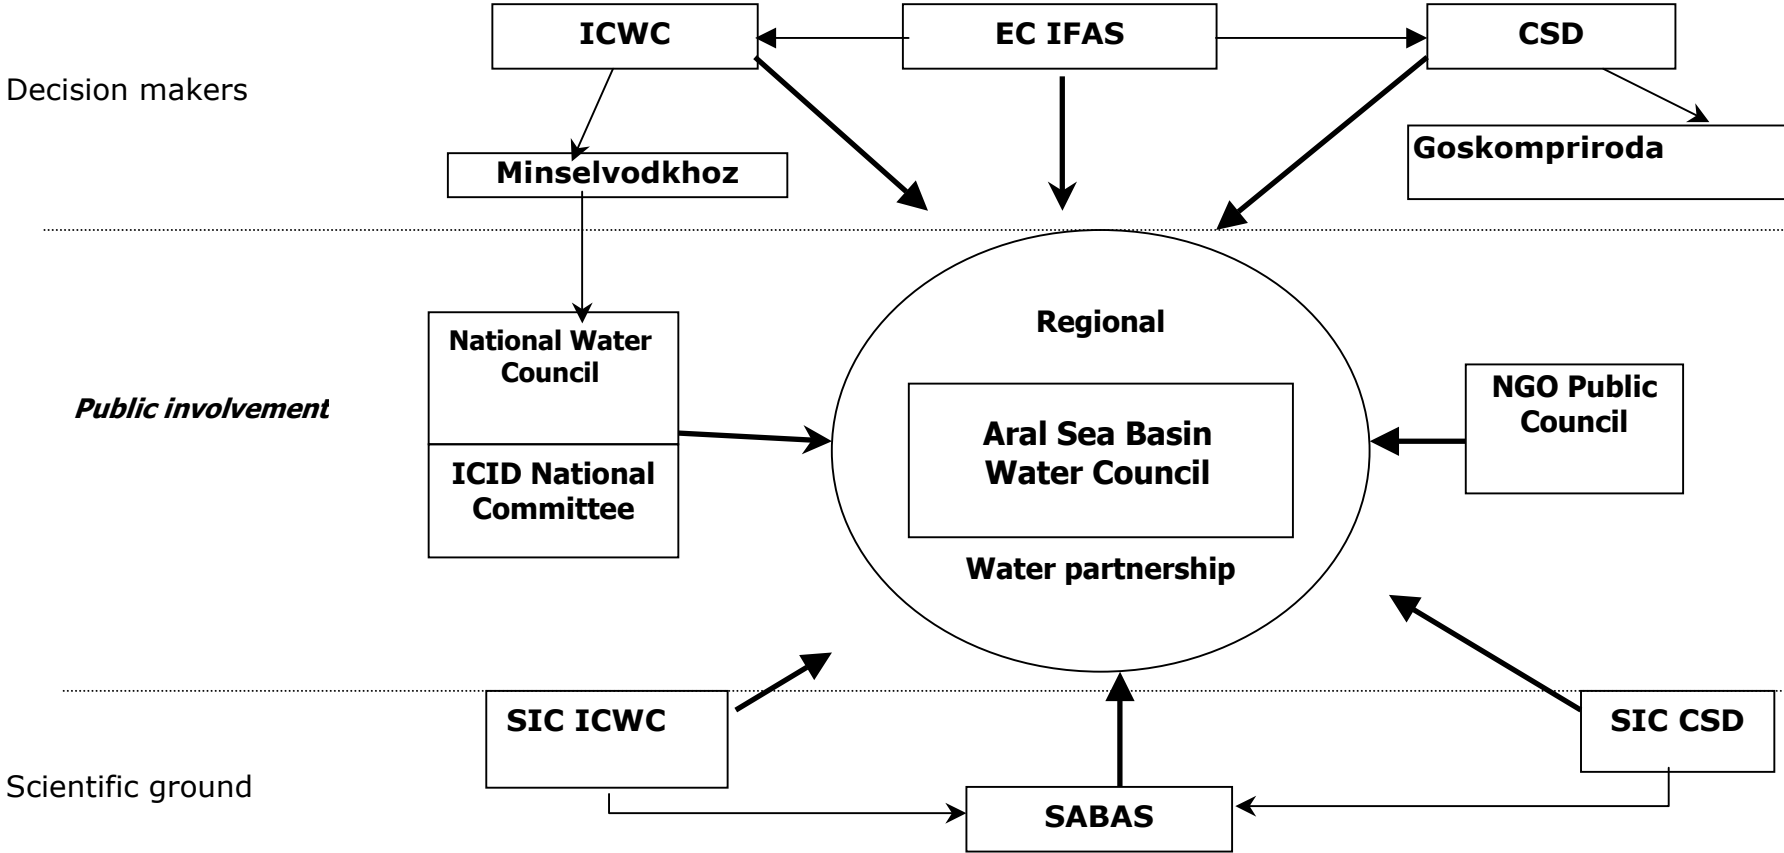 ICWC
EC IFAS
CSD
Decision makers
Minselvodkhoz
Goskompriroda
Regional
National Water
Council
Public involvement
NGO Public
Council
Aral Sea Basin
Water Council
ICID National
Committee
Water partnership
SIC ICWC
SIC CSD
Scientific ground
SABAS